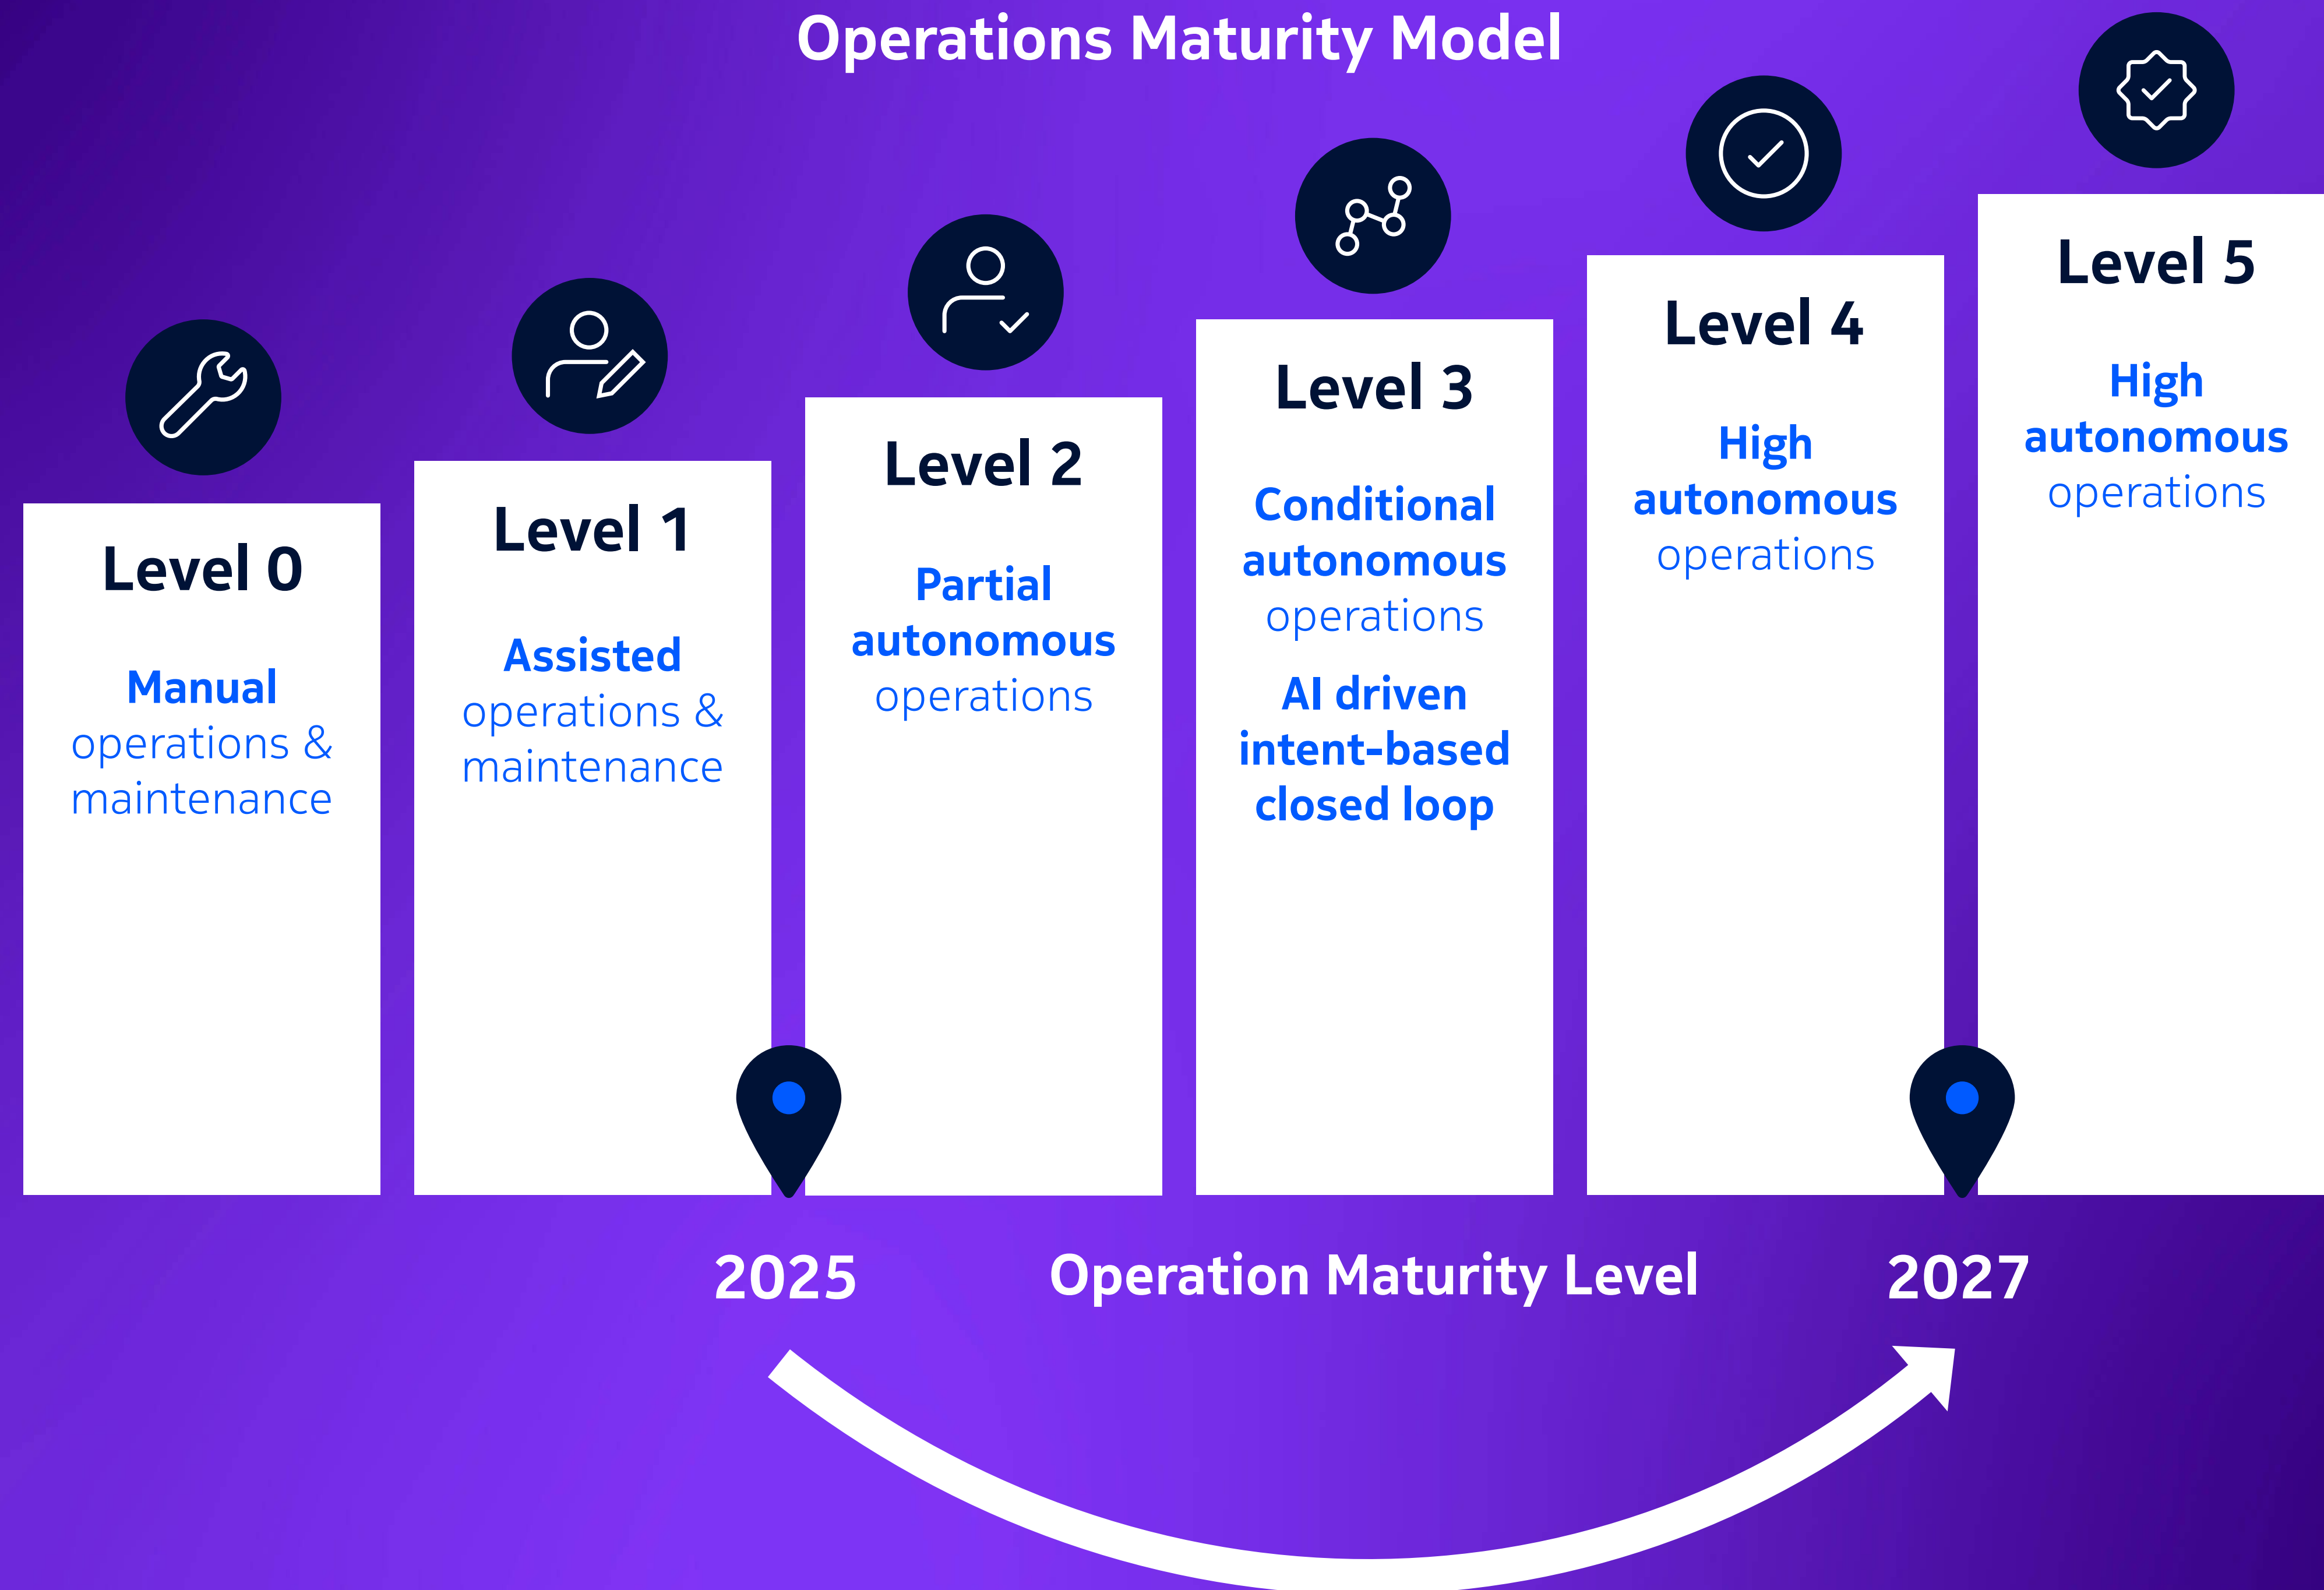 Operations Maturity Model
Level 0
Manual
operations &
maintenance
Level 1
Assisted
operations &
maintenance
Level 2
Partial
autonomous
operations
Level 3
Conditional
autonomous
operations
AI driven
intent-based
closed loop
Level 4
High
autonomous
operations
Level 5
High
autonomous
operations
2025
Operation Maturity Level
2027